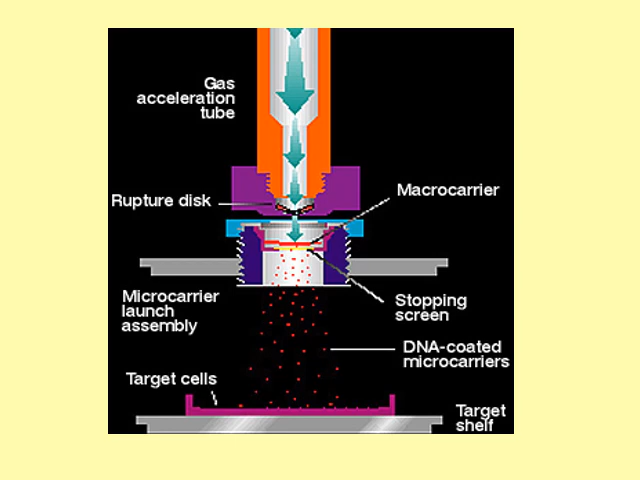 Gas
acceleration
tube
Rupture disk
Macrocarrier
Microcarrier
launch
assembly
Stopping
screen
DNA-coated
microcarriers
Target cells
Target
shelf